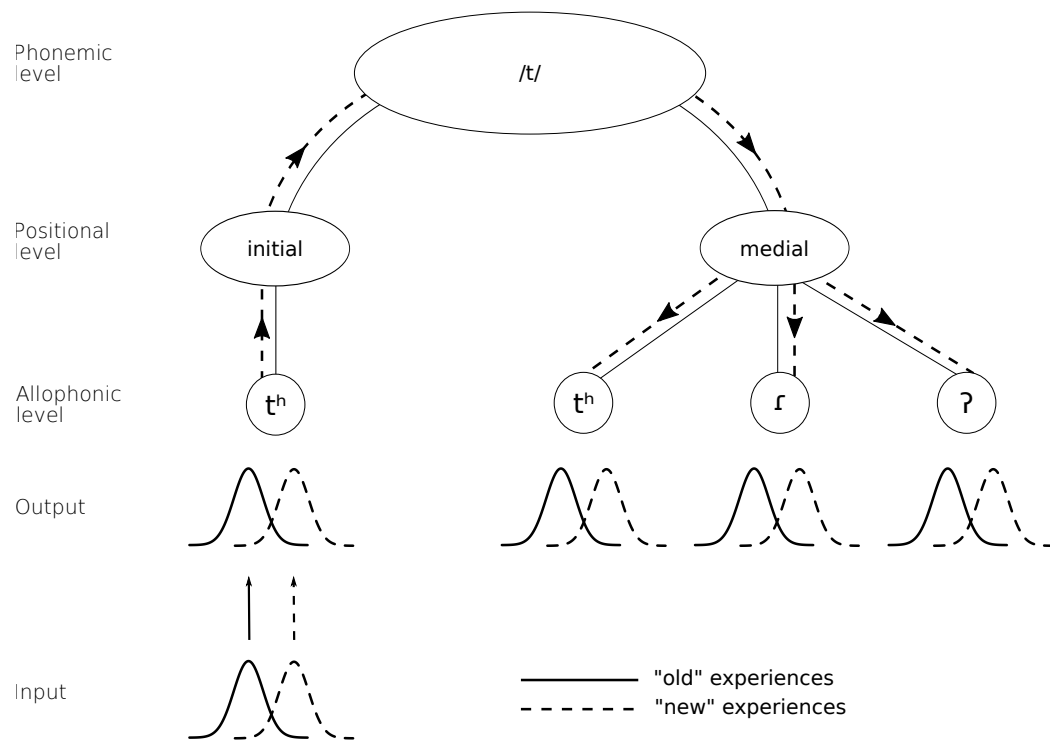 Phonemic
level
/t/
Positional
level
initial
medial
Allophonic
level
tʰ
tʰ
ɾ
ʔ
Output
Input
"old" experiences
"new" experiences